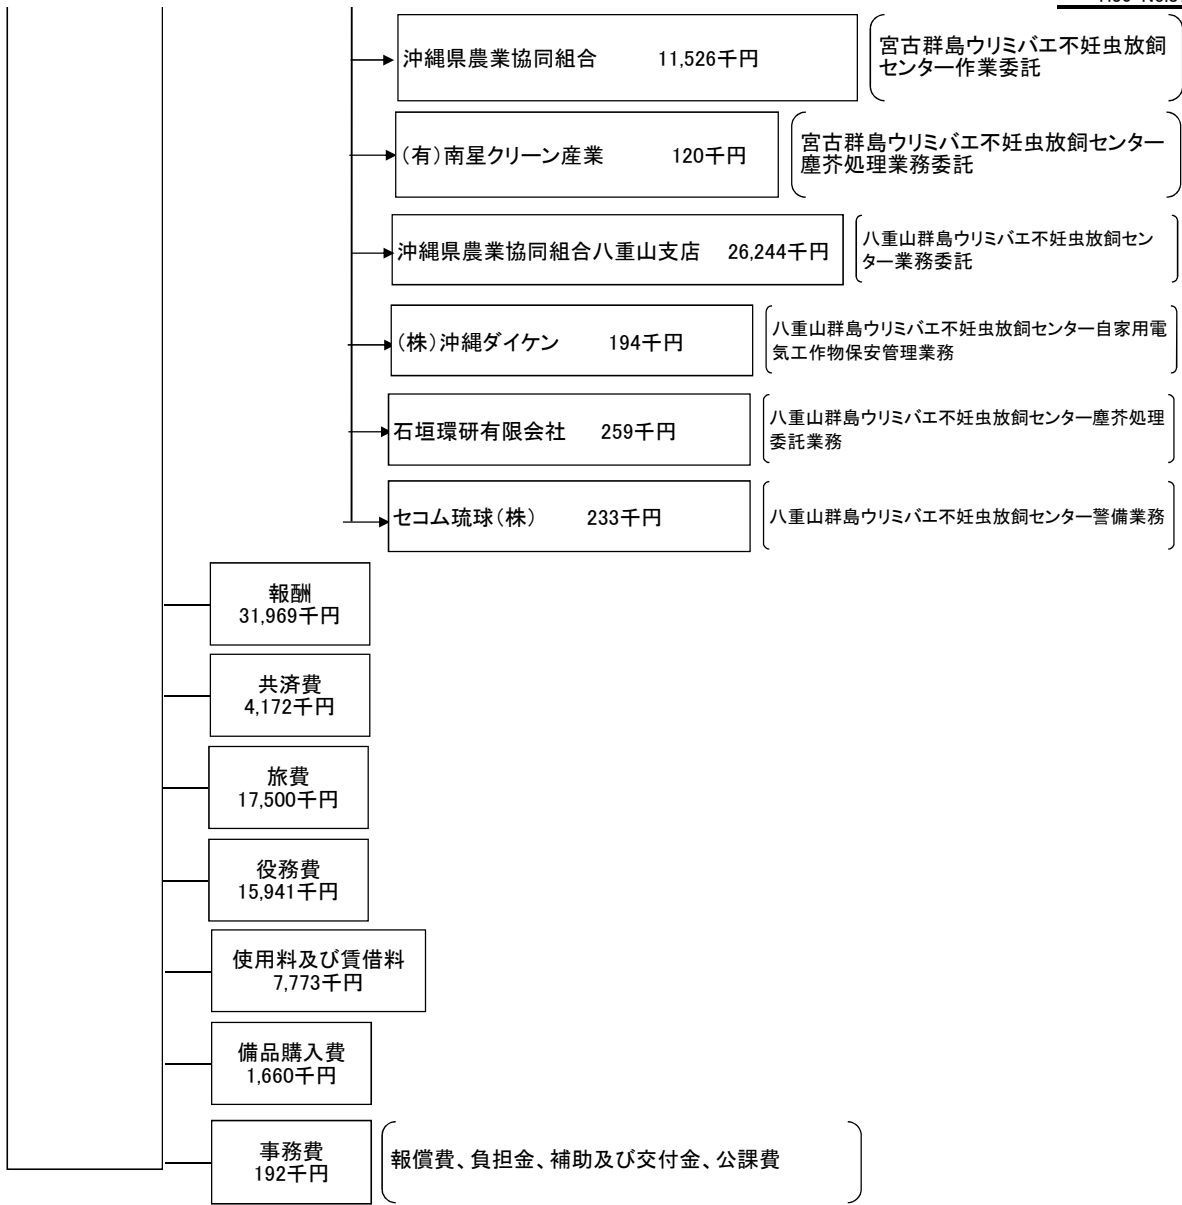 沖縄県農業協同組合 11,526千円
宮古群島ウリミバエ不妊虫放飼
センター作業委託
(有)南星クリーン産業 120千円
宮古群島ウリミバエ不妊虫放飼センター
塵芥処理業務委託
沖縄県農業協同組合八重山支店 26,244千円
八重山群島ウリミバエ不妊虫放飼セン
ター業務委託
(株)沖縄ダイケン 194千円
八重山群島ウリミバエ不妊虫放飼センター自家用電
気工作物保安管理業務
石垣環研有限会社 259千円
八重山群島ウリミバエ不妊虫放飼センター塵芥処理
委託業務
セコム琉球(株) 233千円
八重山群島ウリミバエ不妊虫放飼センター警備業務
報酬
31,969千円
共済費
4,172千円
旅費
17,500千円
役務費
15,941千円
使用料及び賃借料
7,773千円
備品購入費
1,660千円
事務費
192千円
報償費、負担金、補助及び交付金、公課費